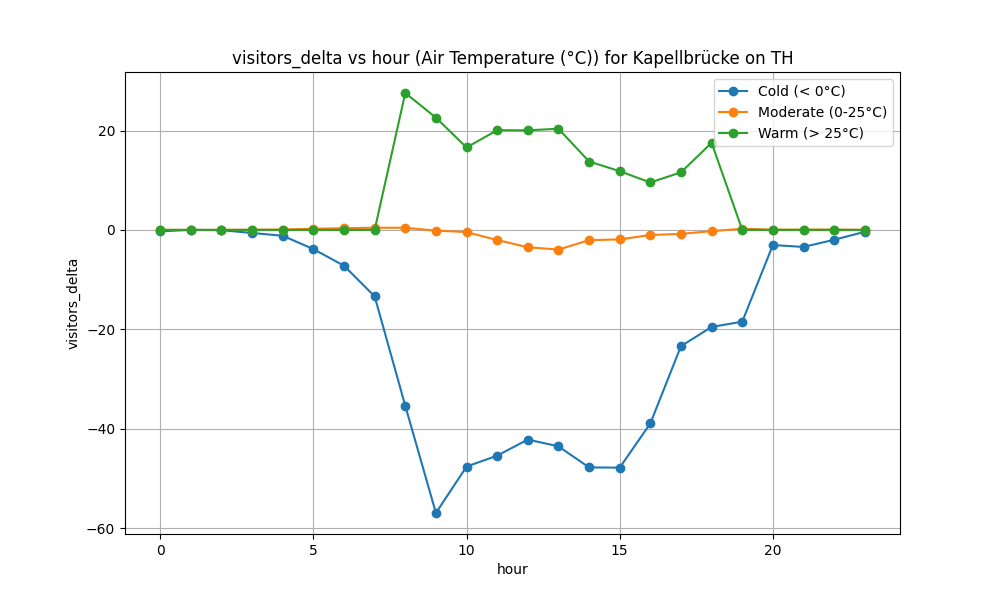 visitors_delta vs hour (Air Temperature (°C)) for Kapellbrücke on TH
Cold (< 0°C)
Moderate (0-25°C)
Warm (> 25°C)
visitors_delta
20
0
−20
−40
−60
0 5 10 15 20
hour